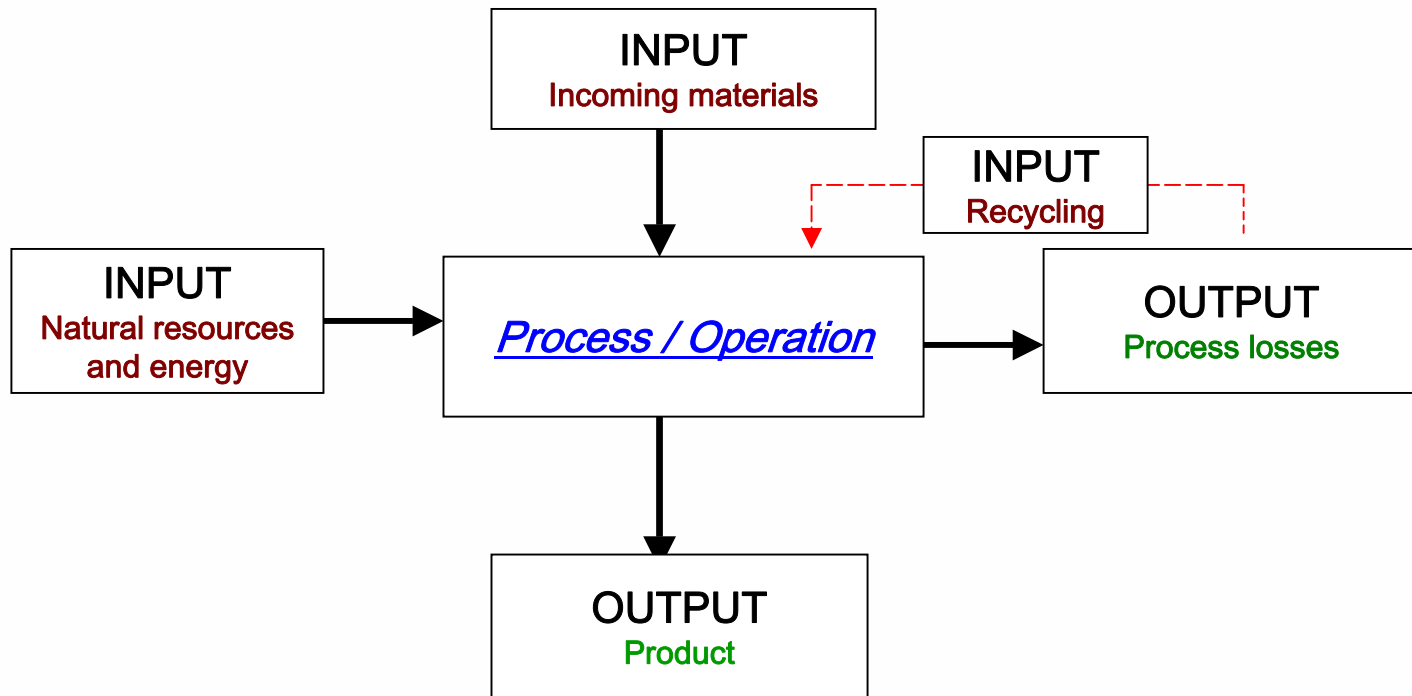 INPUT
Incoming materials
INPUT
Recycling
INPUT
Natural resources
and energy
Process / Operation
OUTPUT
Process losses
OUTPUT
Product